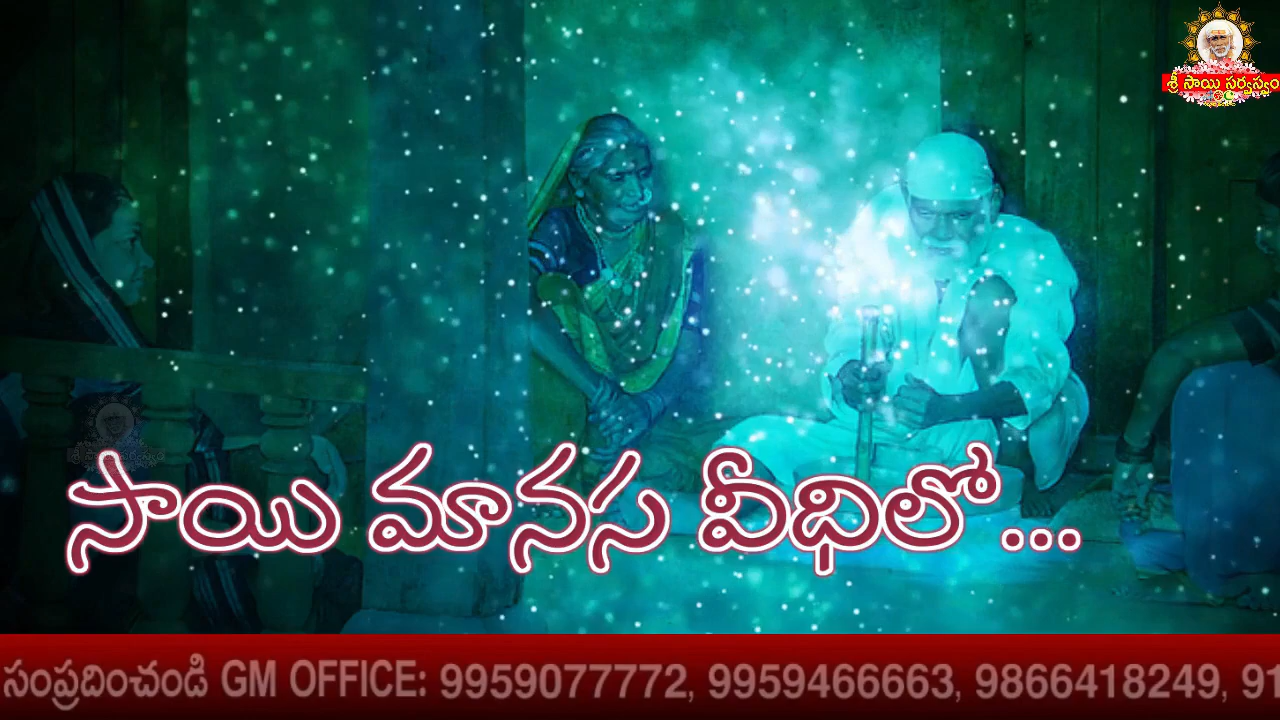 శ్రీ సాయి సర్వస్వం
సాయి మానస వీధిలో...
సంప్రదించండి GM OFFICE: 9959077772, 9959466663, 9866418249, 91